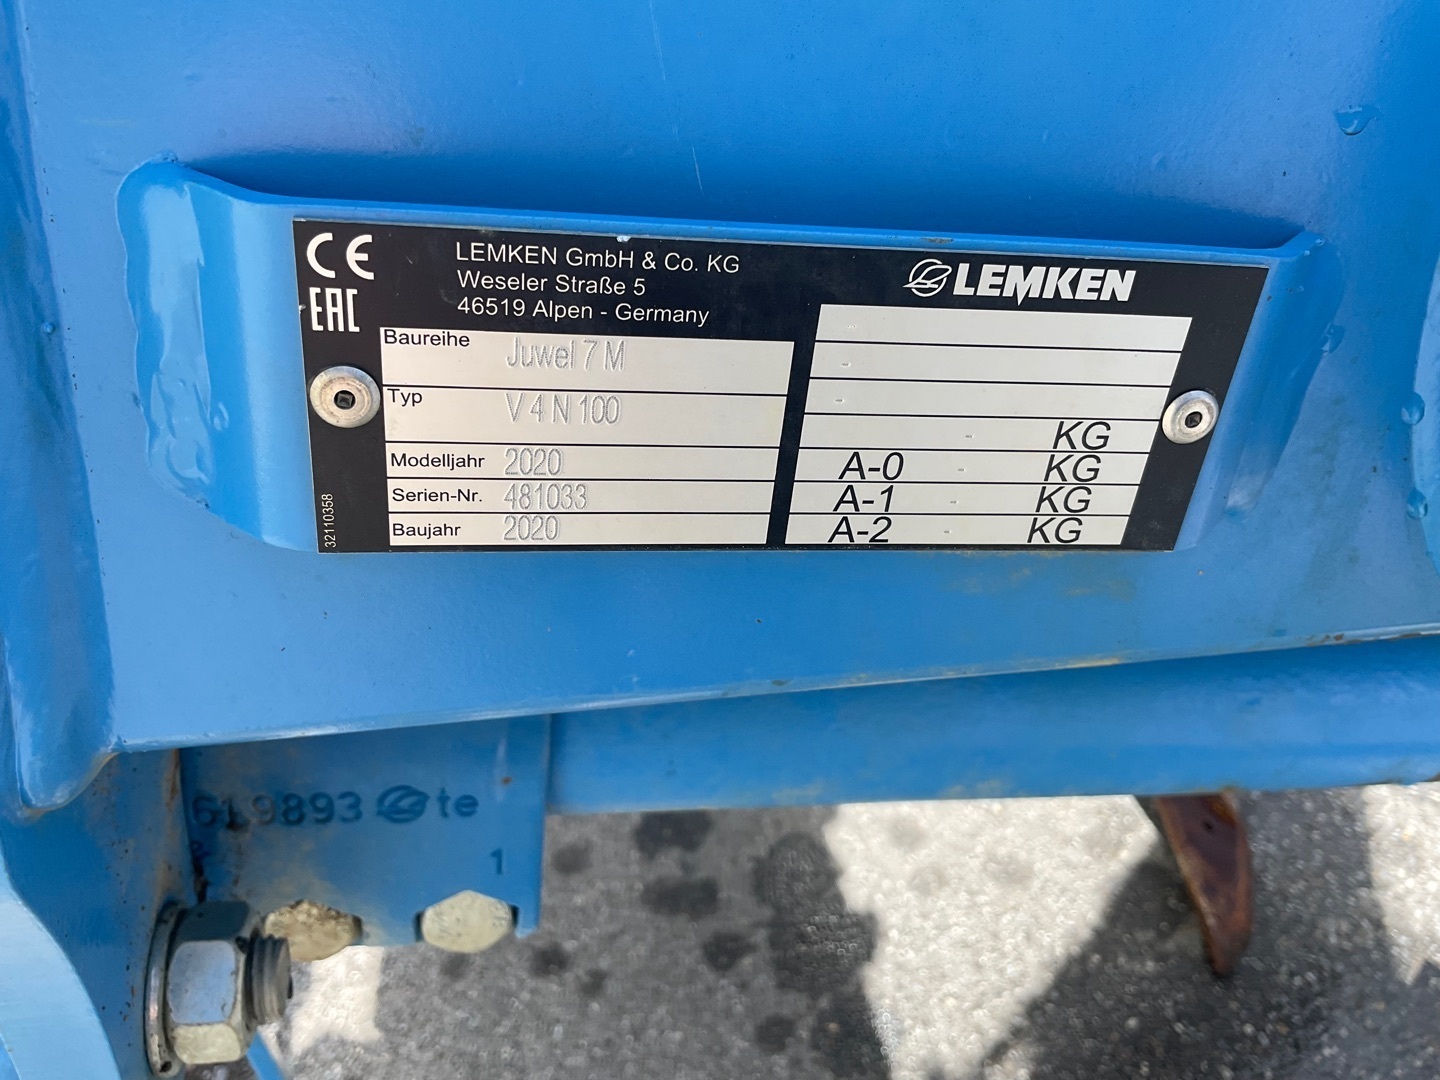 CE
EAC
LEMKEN GmbH & Co. KG
Weseler Straße 5
46519 Alpen - Germany
LEMKEN
Baureihe Juwel 7 M
Typ V 4 N 100
Modelljahr 2020
Serien-Nr. 481033
Baujahr 2020
-
-
-
- KG
A-0 - KG
A-1 - KG
A-2 - KG
32110358
619893 te
1